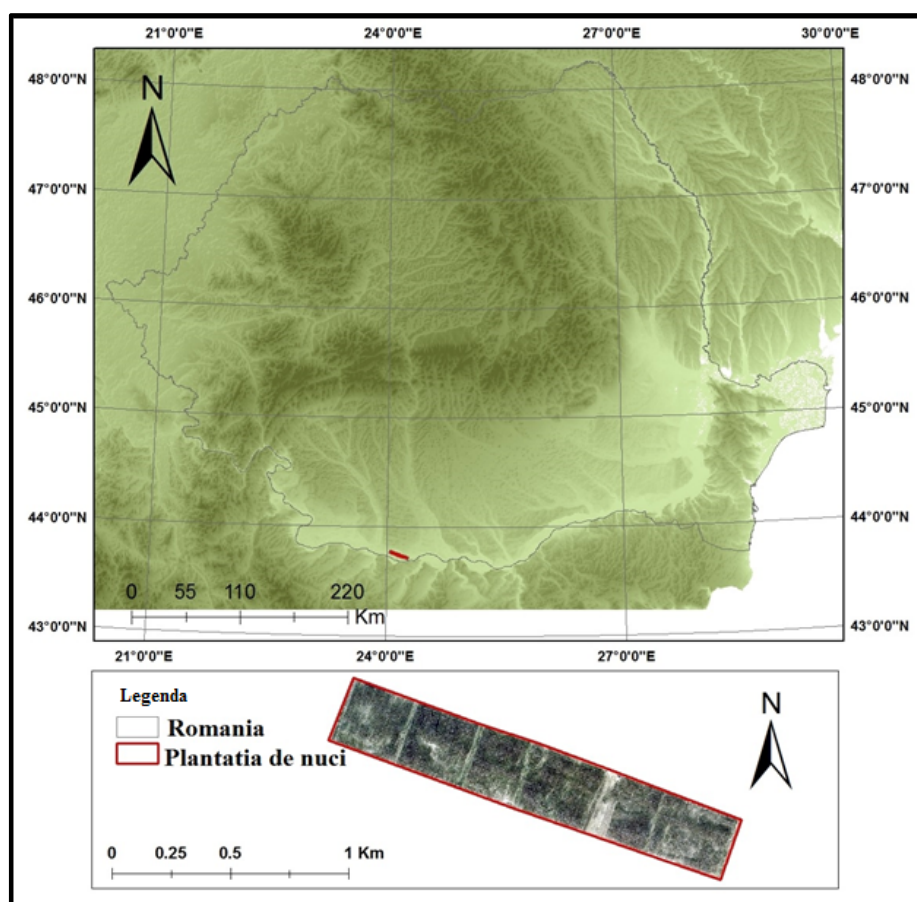 21°0'0"E 24°0'0"E 27°0'0"E 30°0'0"E
48°0'0"N 48°0'0"N
N
47°0'0"N 47°0'0"N
46°0'0"N 46°0'0"N
45°0'0"N 45°0'0"N
44°0'0"N 44°0'0"N
0 55 110 220
Km
43°0'0"N 43°0'0"N
21°0'0"E 24°0'0"E 27°0'0"E
Legenda
N
Romania
Plantatia de nuci
0 0.25 0.5 1 Km